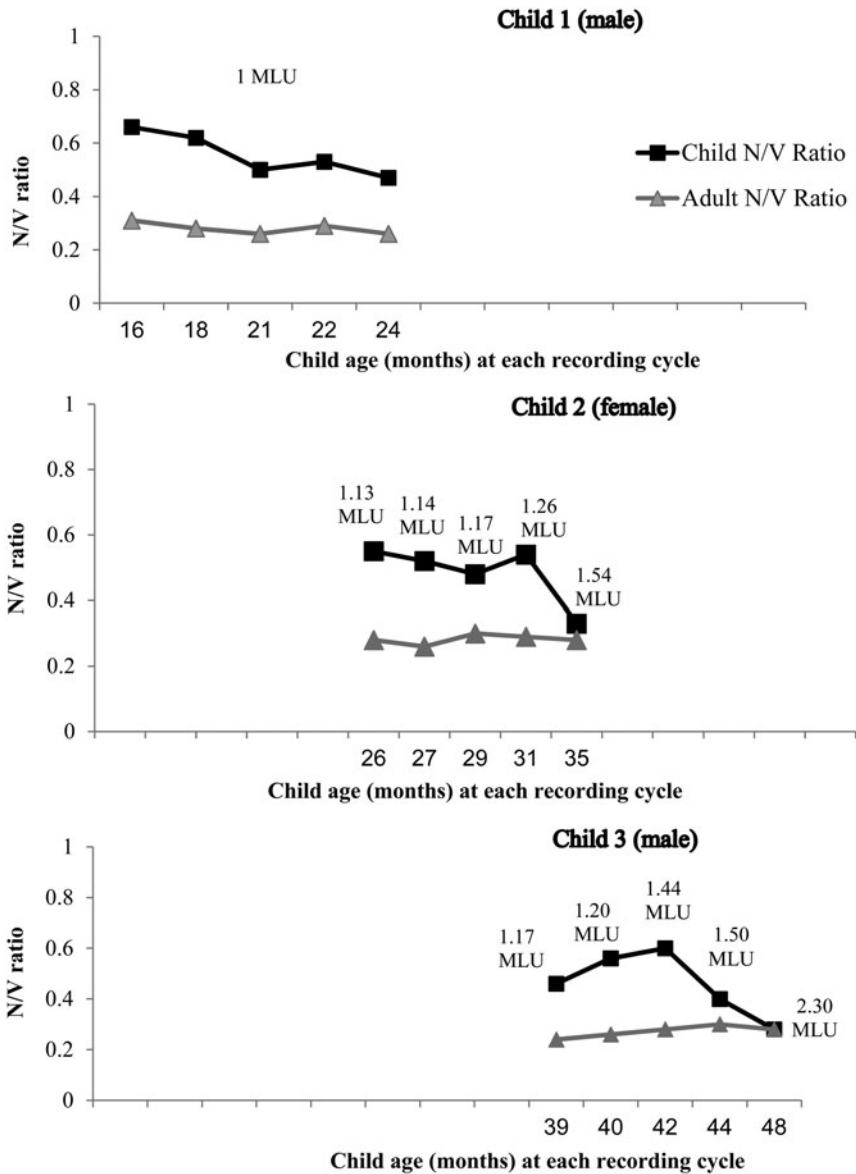 Child 1 (male)
1
0.8
0.6
0.4
0.2
0
N/V ratio
1 MLU
Child N/V Ratio
Adult N/V Ratio
16 18 21 22 24
Child age (months) at each recording cycle
Child 2 (female)
1
0.8
0.6
0.4
0.2
0
N/V ratio
1.13
MLU
1.14
MLU
1.17
MLU
1.26
MLU
1.54
MLU
26 27 29 31 35
Child age (months) at each recording cycle
Child 3 (male)
1
0.8
0.6
0.4
0.2
0
N/V ratio
1.17
MLU
1.20
MLU
1.44
MLU
1.50
MLU
2.30
MLU
39 40 42 44 48
Child age (months) at each recording cycle